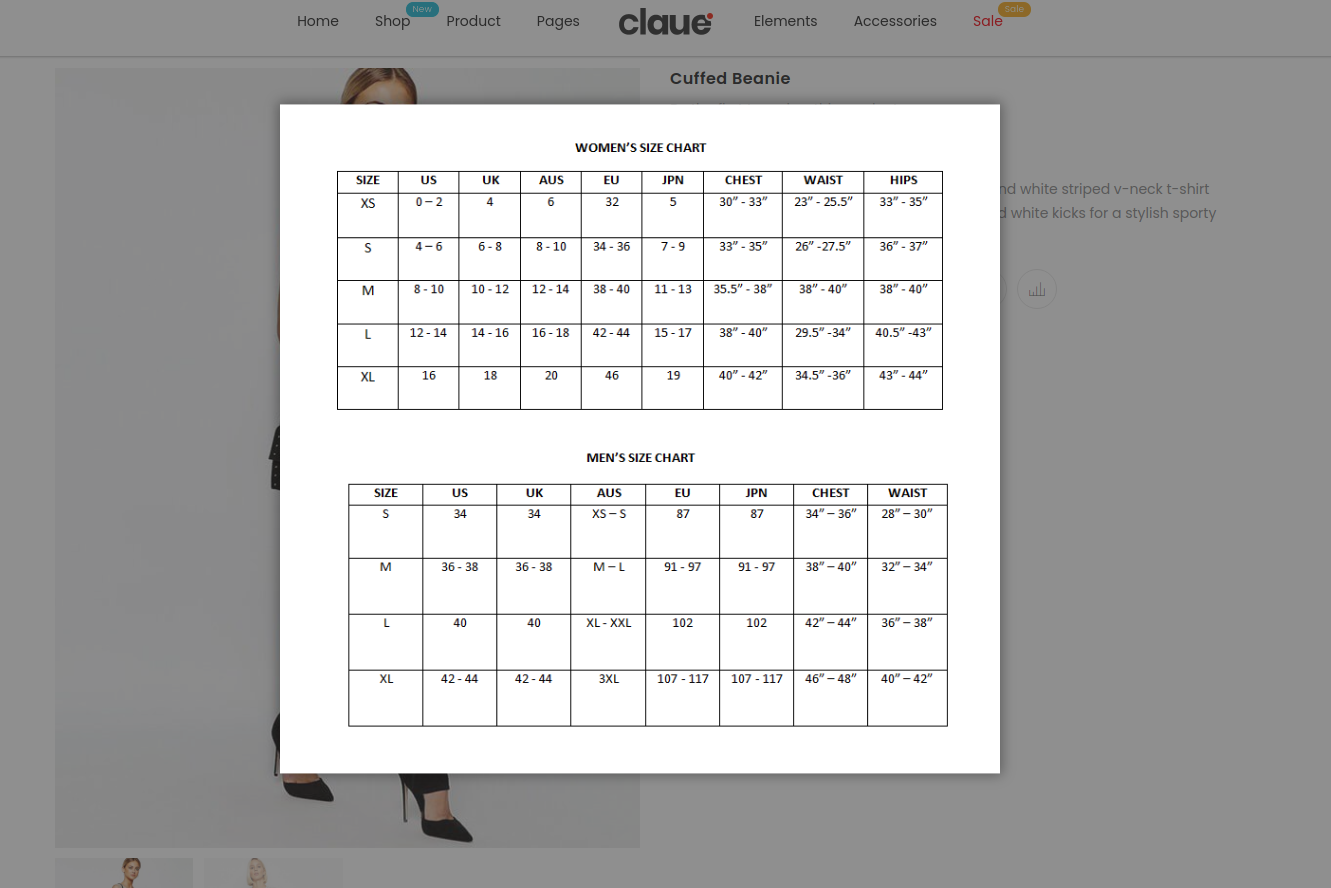 New Sale
Home Shop Product Pages claue Elements Accessories Sale
Cuffed Beanie
WOMEN’S SIZE CHART
SIZE US UK AUS EU JPN CHEST WAIST HIPS
XS 0 – 2 4 6 32 5 30” - 33” 23” - 25.5” 33” - 35”
nd white striped v-neck t-shirt
d white kicks for a stylish sporty
S 4 – 6 6 - 8 8 - 10 34 - 36 7 - 9 33” - 35” 26” -27.5” 36” - 37”
M 8 - 10 10 - 12 12 - 14 38 - 40 11 - 13 35.5” - 38” 38” - 40” 38” - 40”
L 12 - 14 14 - 16 16 - 18 42 - 44 15 - 17 38” - 40” 29.5” -34” 40.5” -43”
XL 16 18 20 46 19 40” - 42” 34.5” -36” 43” - 44”
MEN’S SIZE CHART
SIZE US UK AUS EU JPN CHEST WAIST
S 34 34 XS – S 87 87 34” – 36” 28” – 30”
M 36 - 38 36 - 38 M – L 91 - 97 91 - 97 38” – 40” 32” – 34”
L 40 40 XL - XXL 102 102 42” – 44” 36” – 38”
XL 42 - 44 42 - 44 3XL 107 - 117 107 - 117 46” – 48” 40” – 42”